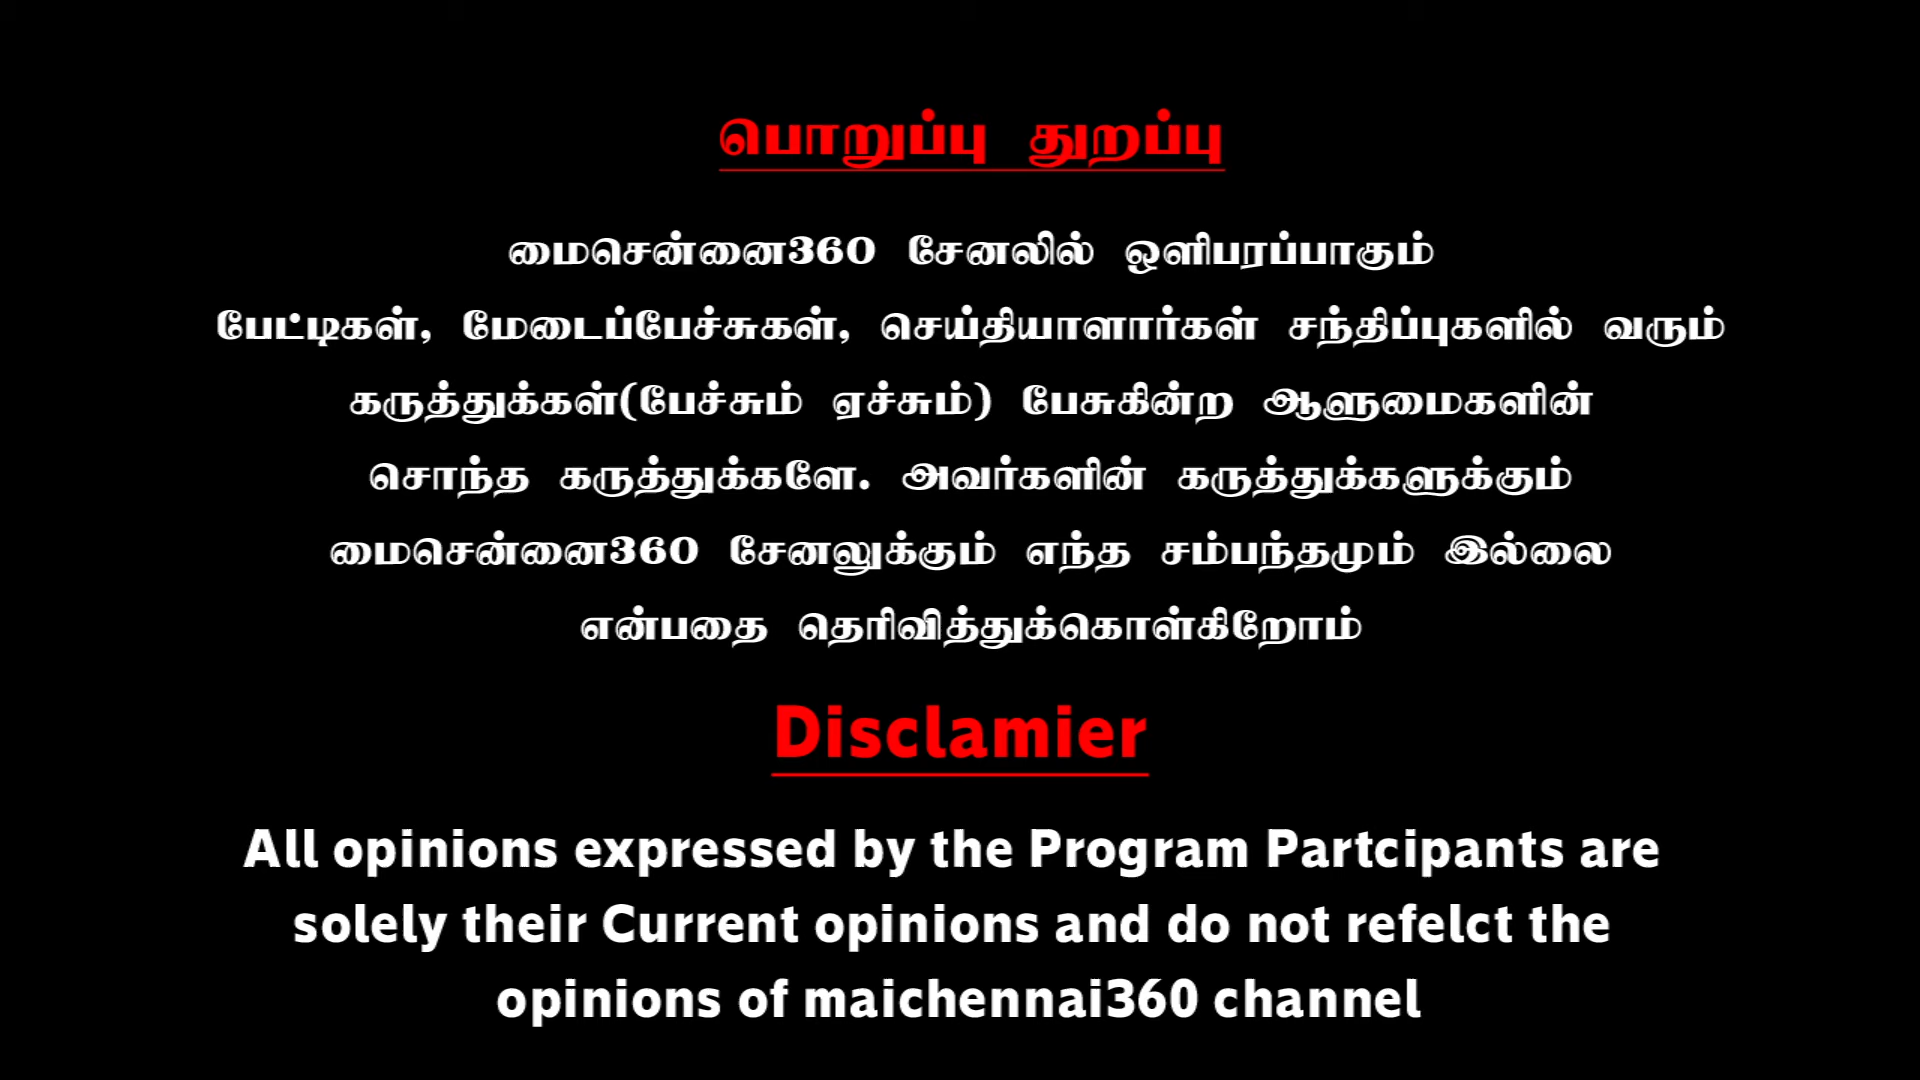 பொறுப்பு துறப்பு
மைசென்னை360 சேனலில் ஒளிபரப்பாகும்
பேட்டிகள், மேடைப்பேச்சுகள், செய்தியாளார்கள் சந்திப்புகளில் வரும்
கருத்துக்கள்(பேச்சும் ஏச்சும்) பேசுகின்ற ஆளுமைகளின்
சொந்த கருத்துக்களே. அவர்களின் கருத்துக்களுக்கும்
மைசென்னை360 சேனலுக்கும் எந்த சம்பந்தமும் இல்லை
என்பதை தெரிவித்துக்கொள்கிறோம்
Disclamier
All opinions expressed by the Program Partcipants are
solely their Current opinions and do not refelct the
opinions of maichennai360 channel